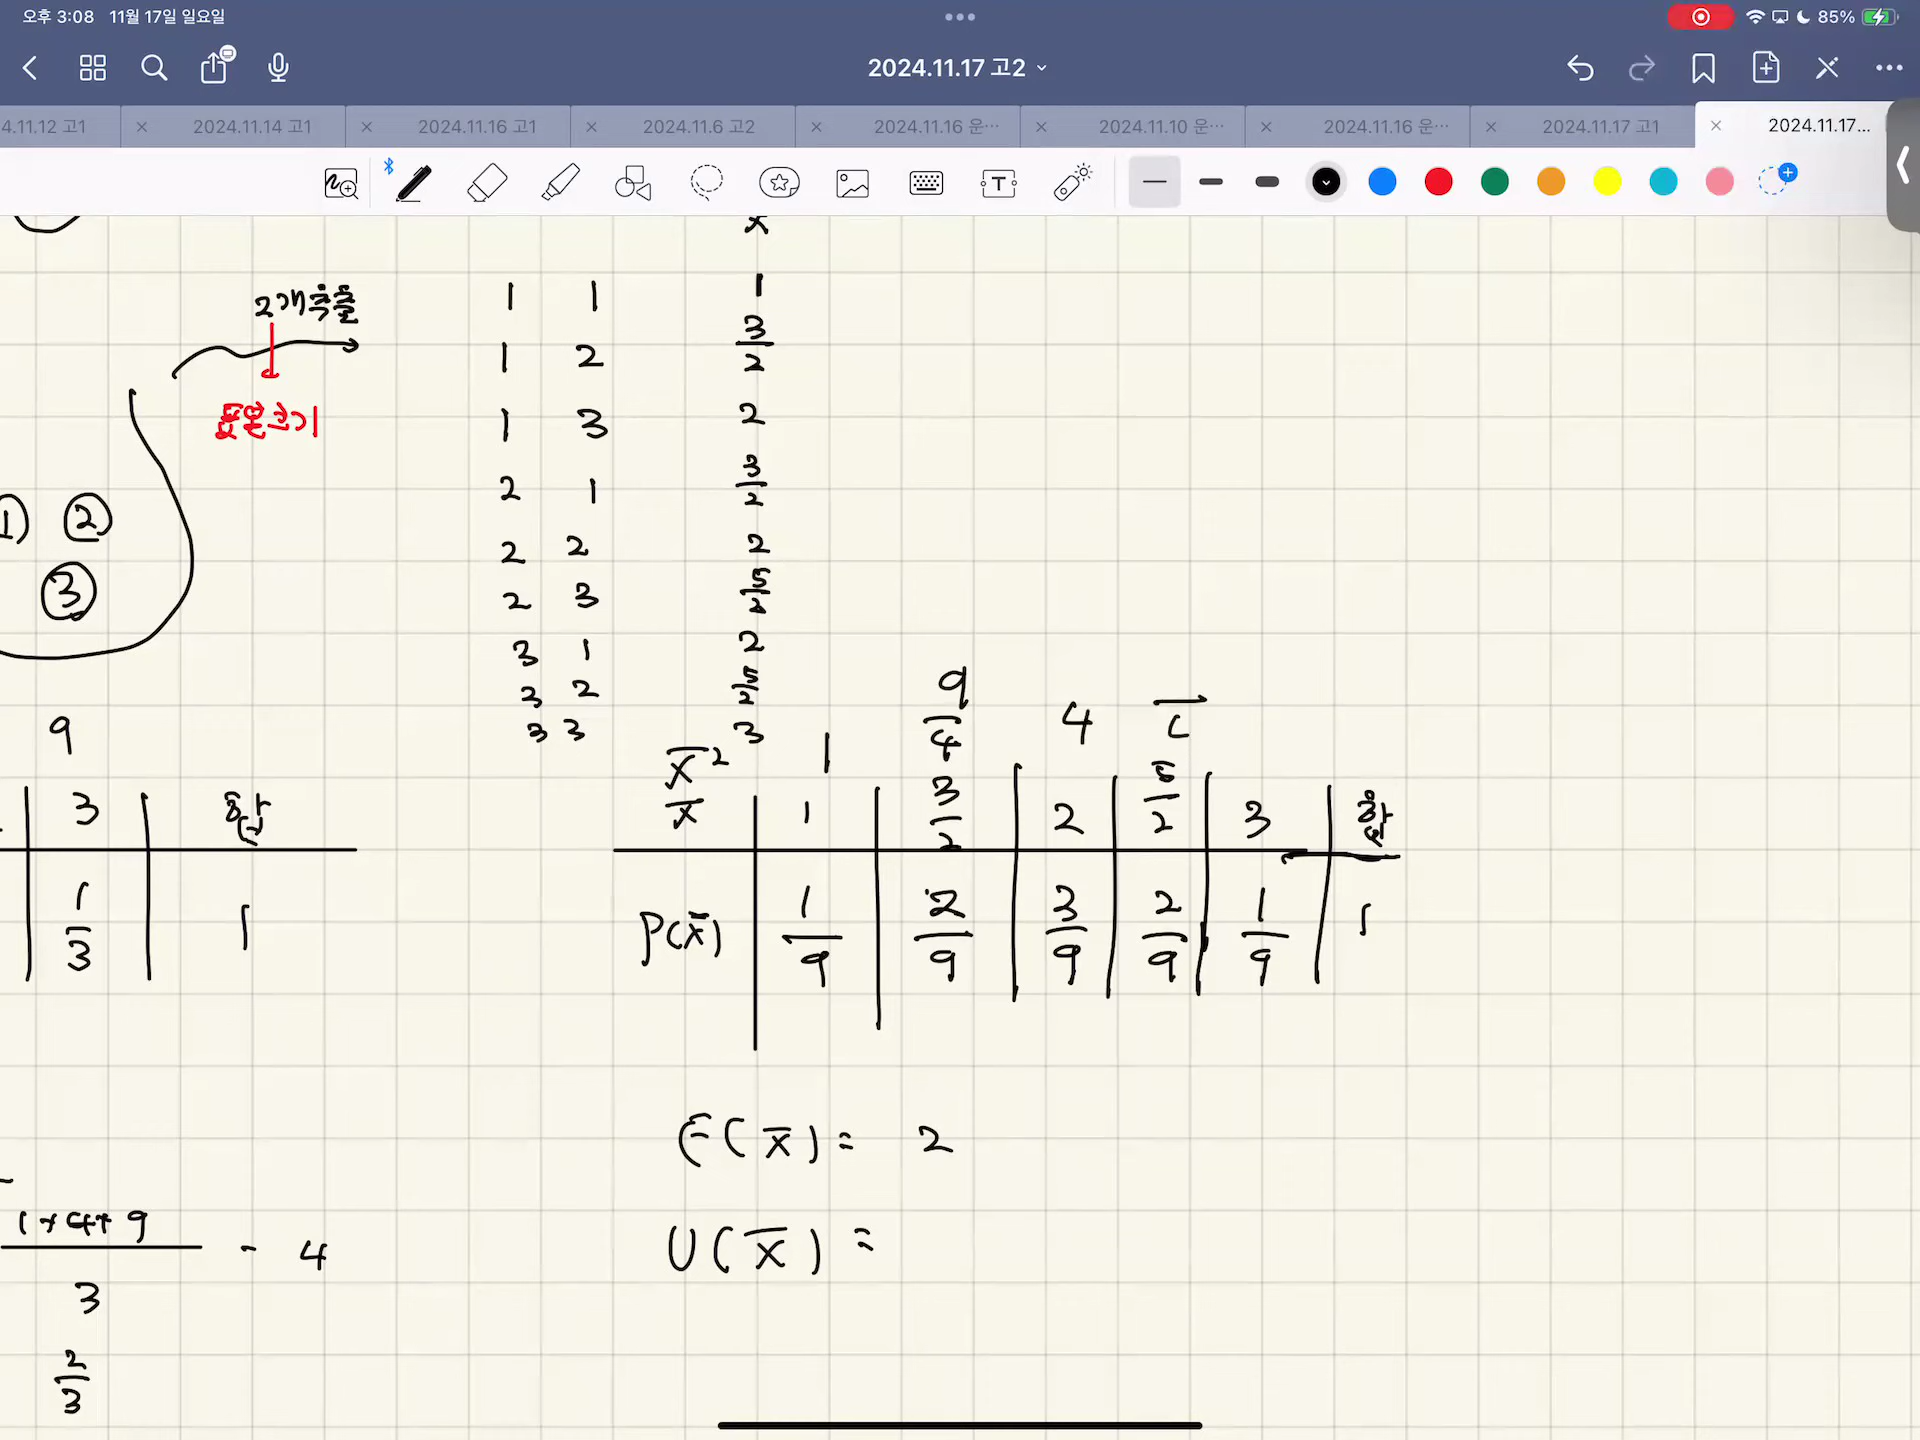 오후 3:08 11월 17일 일요일
85%
2024.11.17 고2
4.11.12 고1
2024.11.14 고1
2024.11.16 고1
2024.11.6 고2
2024.11.16 운…
2024.11.10 운…
2024.11.16 운…
2024.11.17 고1
2024.11.17...
T
2개 추출
표본크기
① ②
③
x̄
1 1 1
1 2 3/2
1 3 2
2 1 3/2
2 2 2
2 3 5/2
3 1 2
3 2 5/2
3 3 3
9
3 합
1/3 1
x̄² 1 9/4 4
x̄ 1 3/2 2 5/2 3 합
P(x̄) 1/9 2/9 3/9 2/9 1/9 1
E(x̄) = 2
V(x̄) =
1+4+9/3 - 4
2/3